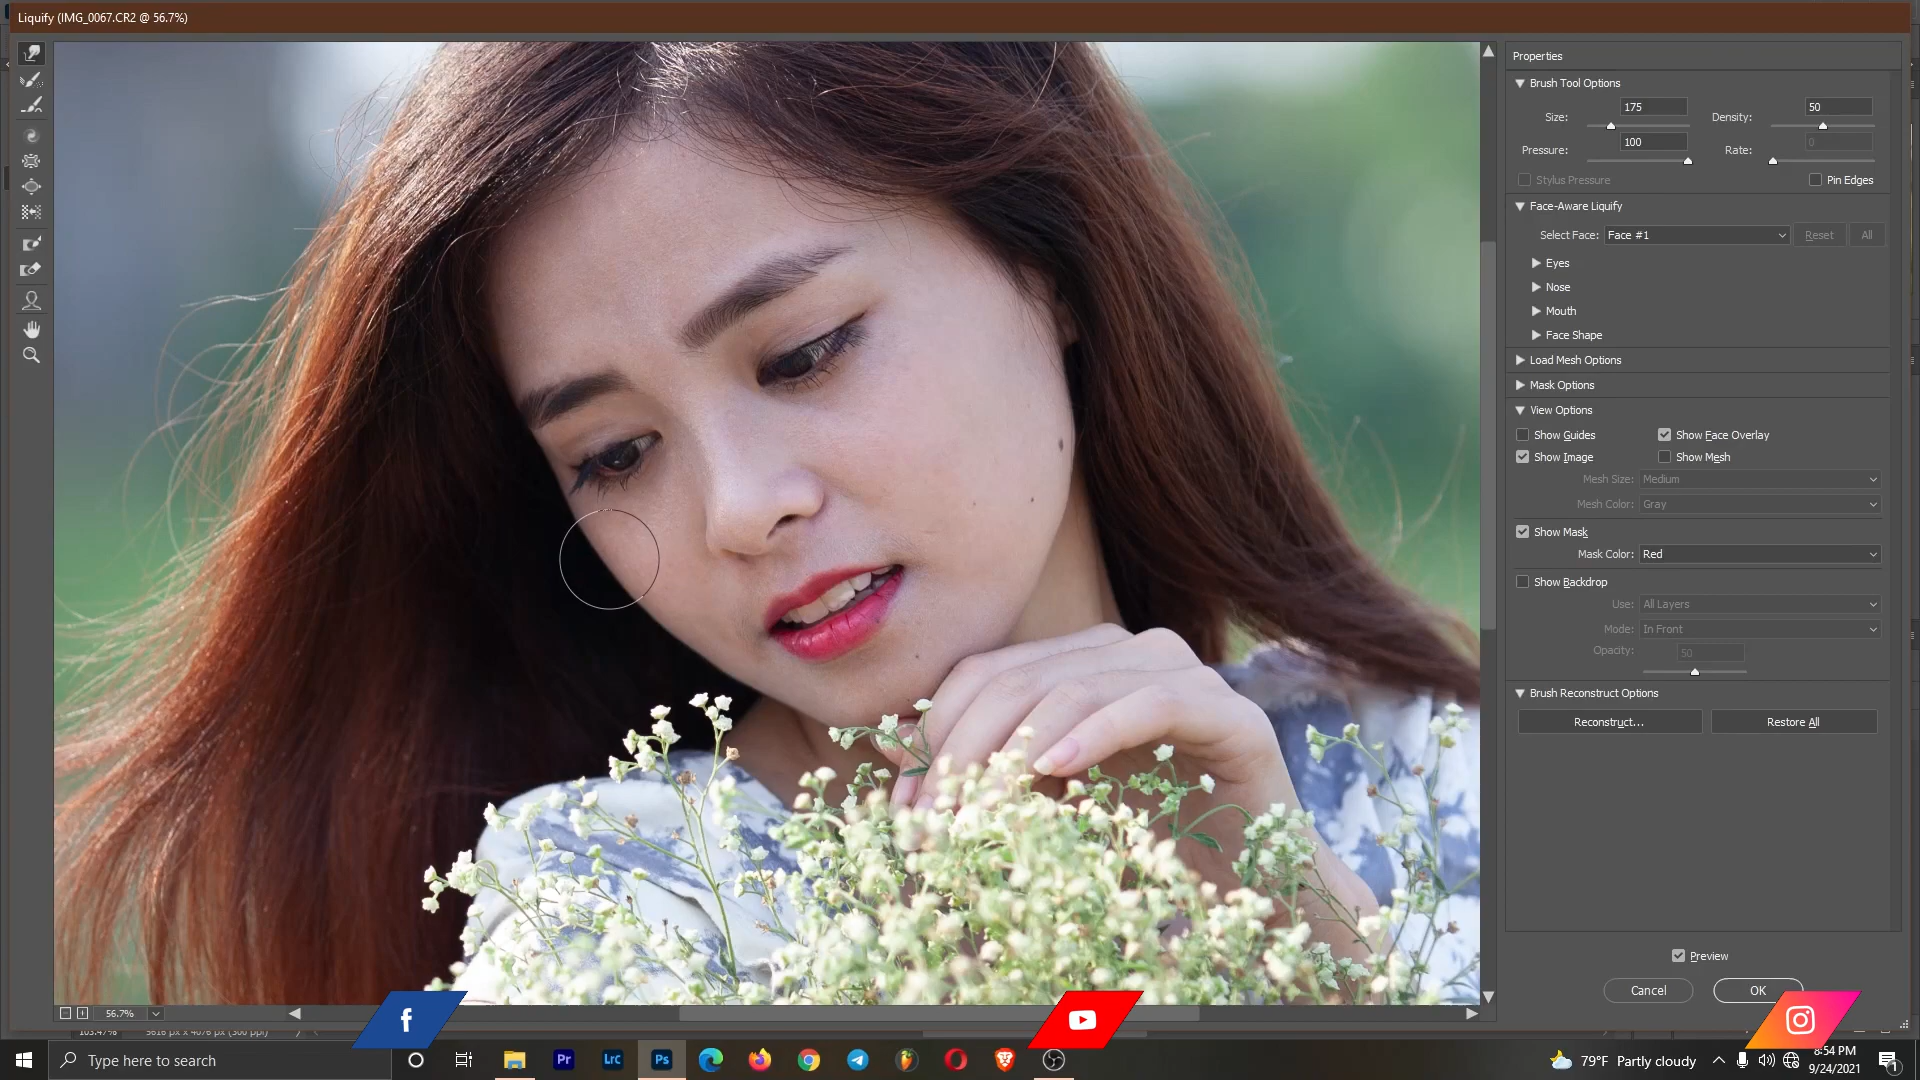 Liquify (IMG_0067.CR2 @ 56.7%)
Properties
Brush Tool Options
Size: 175 Density: 50
Pressure: 100 Rate: 0
Stylus Pressure Pin Edges
Face-Aware Liquify
Select Face: Face #1 Reset All
Eyes
Nose
Mouth
Face Shape
Load Mesh Options
Mask Options
View Options
Show Guides Show Face Overlay
Show Image Show Mesh
Mesh Size: Medium
Mesh Color: Gray
Show Mask
Mask Color: Red
Show Backdrop
Use: All Layers
Mode: In Front
Opacity: 50
Brush Reconstruct Options
Reconstruct... Restore All
Preview
Cancel OK
56.7%
f
Type here to search
Pr Lrc Ps
79°F Partly cloudy
8:54 PM
9/24/2021
1